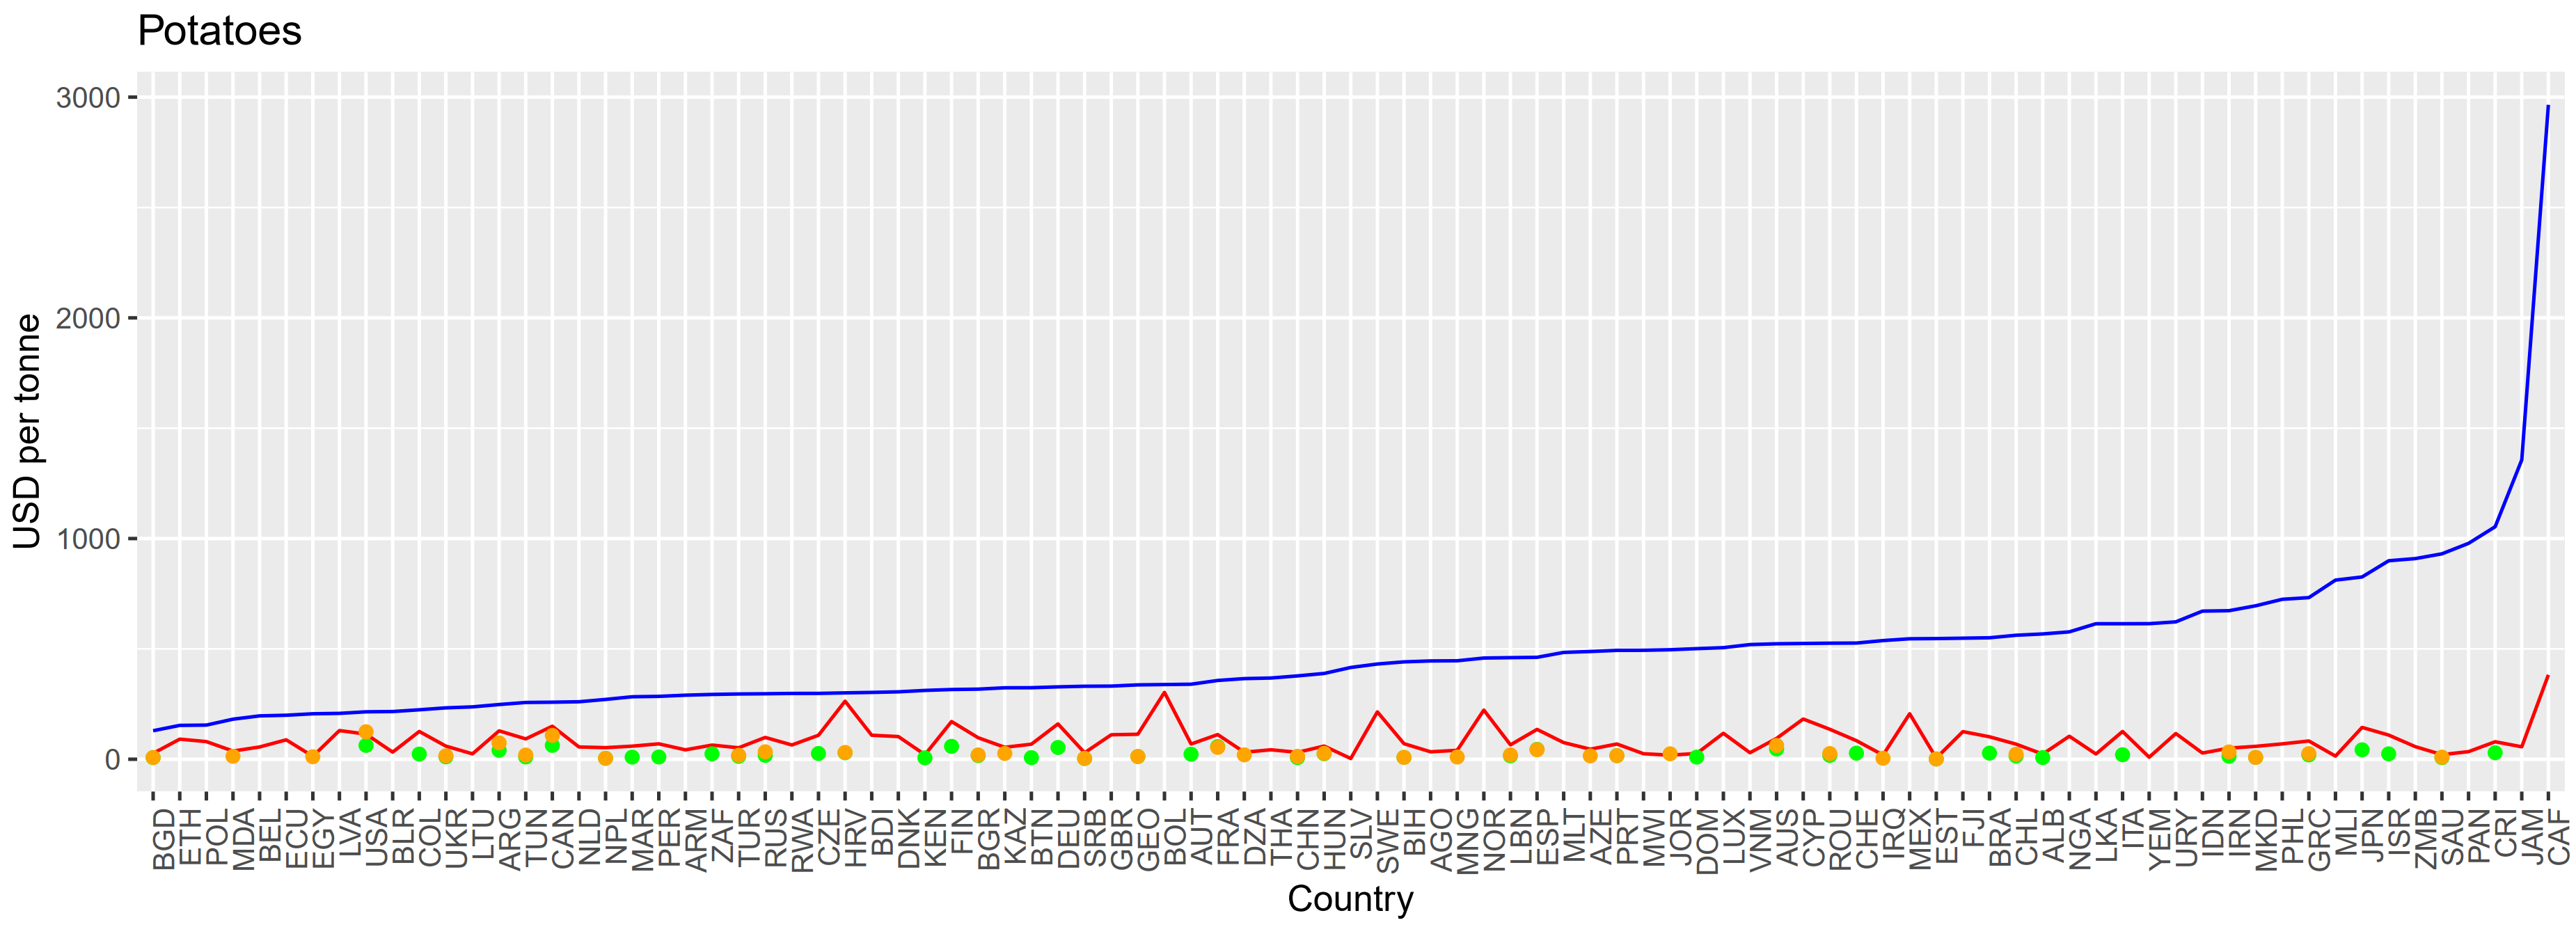 Potatoes
3000
2000
1000
0
USD per tonne
BGD ETH POL MDA BEL ECU EGY LVA USA BLR COL UKR LTU ARG TUN CAN NLD NPL MAR PER ARM ZAF TUR RUS RWA CZE HRV BDI DNK KEN FIN BGR KAZ BTN DEU SRB GBR GEO BOL AUT FRA DZA THA CHN HUN SLV SWE BIH AGO MNG NOR LBN ESP MLT AZE PRT MWI JOR DOM LUX VNM AUS CYP ROU CHE IRQ MEX EST FJI BRA CHL ALB NGA LKA ITA YEM URY IDN IRN MKD PHL GRC MLI JPN ISR ZMB SAU PAN CRI JAM CAF
Country